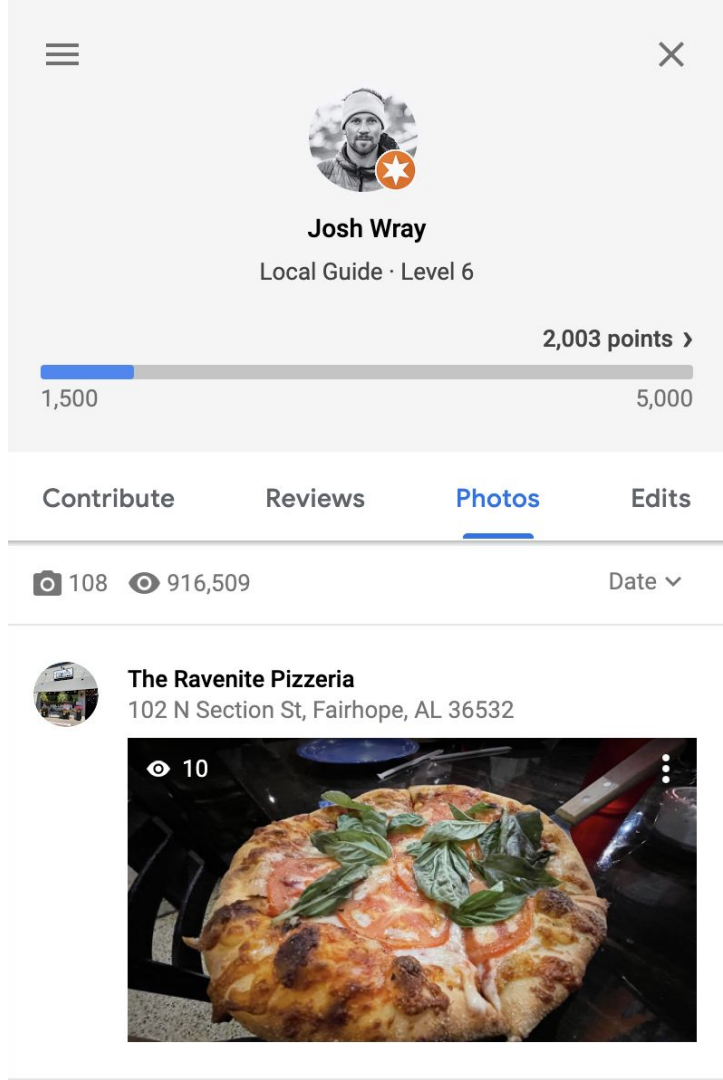 Josh Wray
Local Guide · Level 6
2,003 points ›
1,500 5,000
Contribute Reviews Photos Edits
108 916,509 Date
The Ravenite Pizzeria
102 N Section St, Fairhope, AL 36532
10